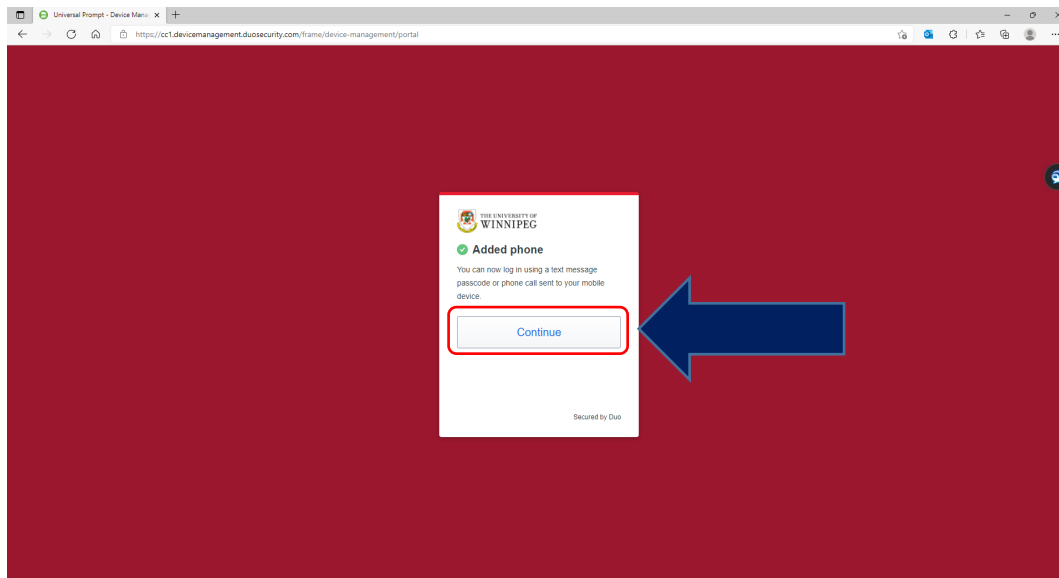 Universal Prompt - Device Mana
https://cc1.devicemanagement.duosecurity.com/frame/device-management/portal
THE UNIVERSITY OF
WINNIPEG
Added phone
You can now log in using a text message
passcode or phone call sent to your mobile
device.
Continue
Secured by Duo